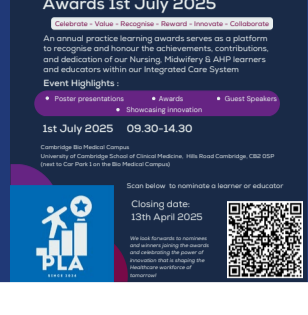 Awards 1st July 2025
Celebrate - Value - Recognise - Reward - Innovate - Collaborate
An annual practice learning awards serves as a platform
to recognise and honour the achievements, contributions,
and dedication of our Nursing, Midwifery & AHP learners
and educators within our Integrated Care System
Event Highlights :
• Poster presentations • Awards • Guest Speakers
• Showcasing innovation
1st July 2025 09.30-14.30
Cambridge Bio Medical Campus
University of Cambridge School of Clinical Medicine, Hills Road Cambridge, CB2 0SP
(next to Car Park 1 on the Bio Medical Campus)
Scan below to nominate a learner or educator
Closing date:
13th April 2025
We look forwards to nominees
and winners joining the awards
and celebrating the power of
innovation that is shaping the
Healthcare workforce of
tomorrow!
PLA
SINCE 2024